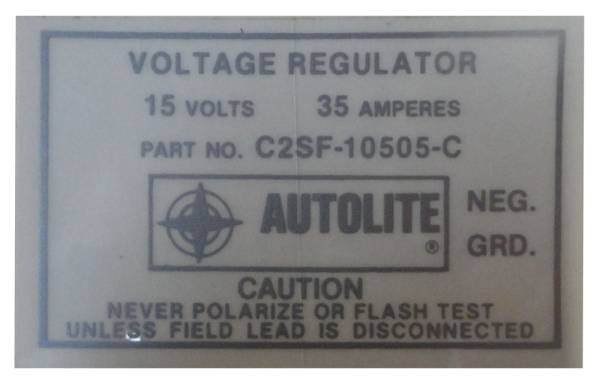 VOLTAGE REGULATOR
15 VOLTS 35 AMPERES
PART NO. C2SF-10505-C
AUTOLITE ®
NEG.
GRD.
CAUTION
NEVER POLARIZE OR FLASH TEST
UNLESS FIELD LEAD IS DISCONNECTED